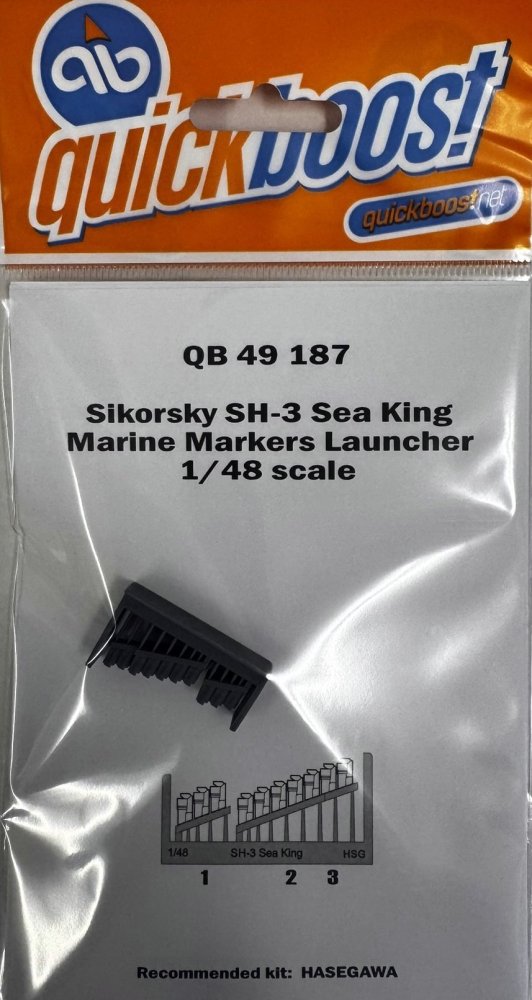 qb
quickboost
quickboost.net
QB 49 187
Sikorsky SH-3 Sea King
Marine Markers Launcher
1/48 scale
1/48 SH-3 Sea King HSG
1 2 3
Recommended kit: HASEGAWA